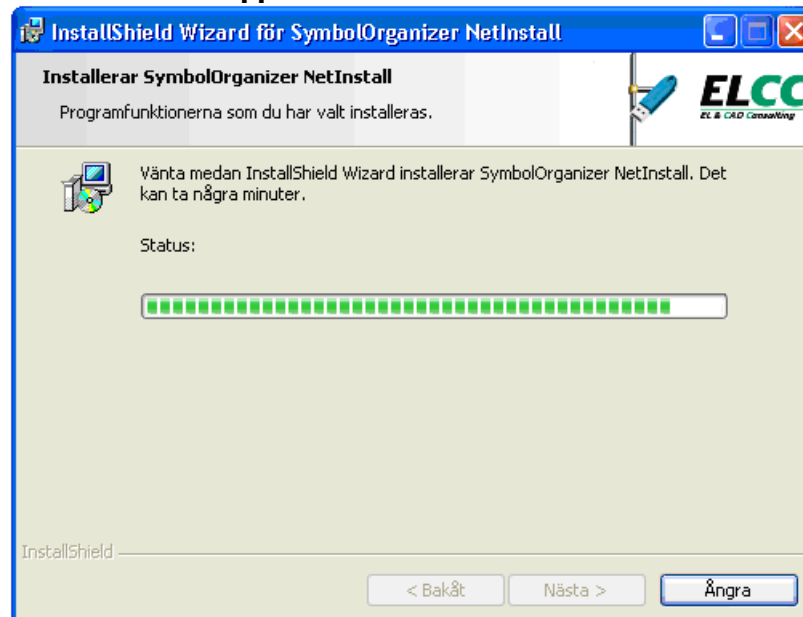 InstallShield Wizard för SymbolOrganizer NetInstall
Installerar SymbolOrganizer NetInstall
Programfunktionerna som du har valt installeras.
ELCC
EL & CAD Consulting
Vänta medan InstallShield Wizard installerar SymbolOrganizer NetInstall. Det
kan ta några minuter.
Status:
InstallShield
< Bakåt
Nästa >
Ångra